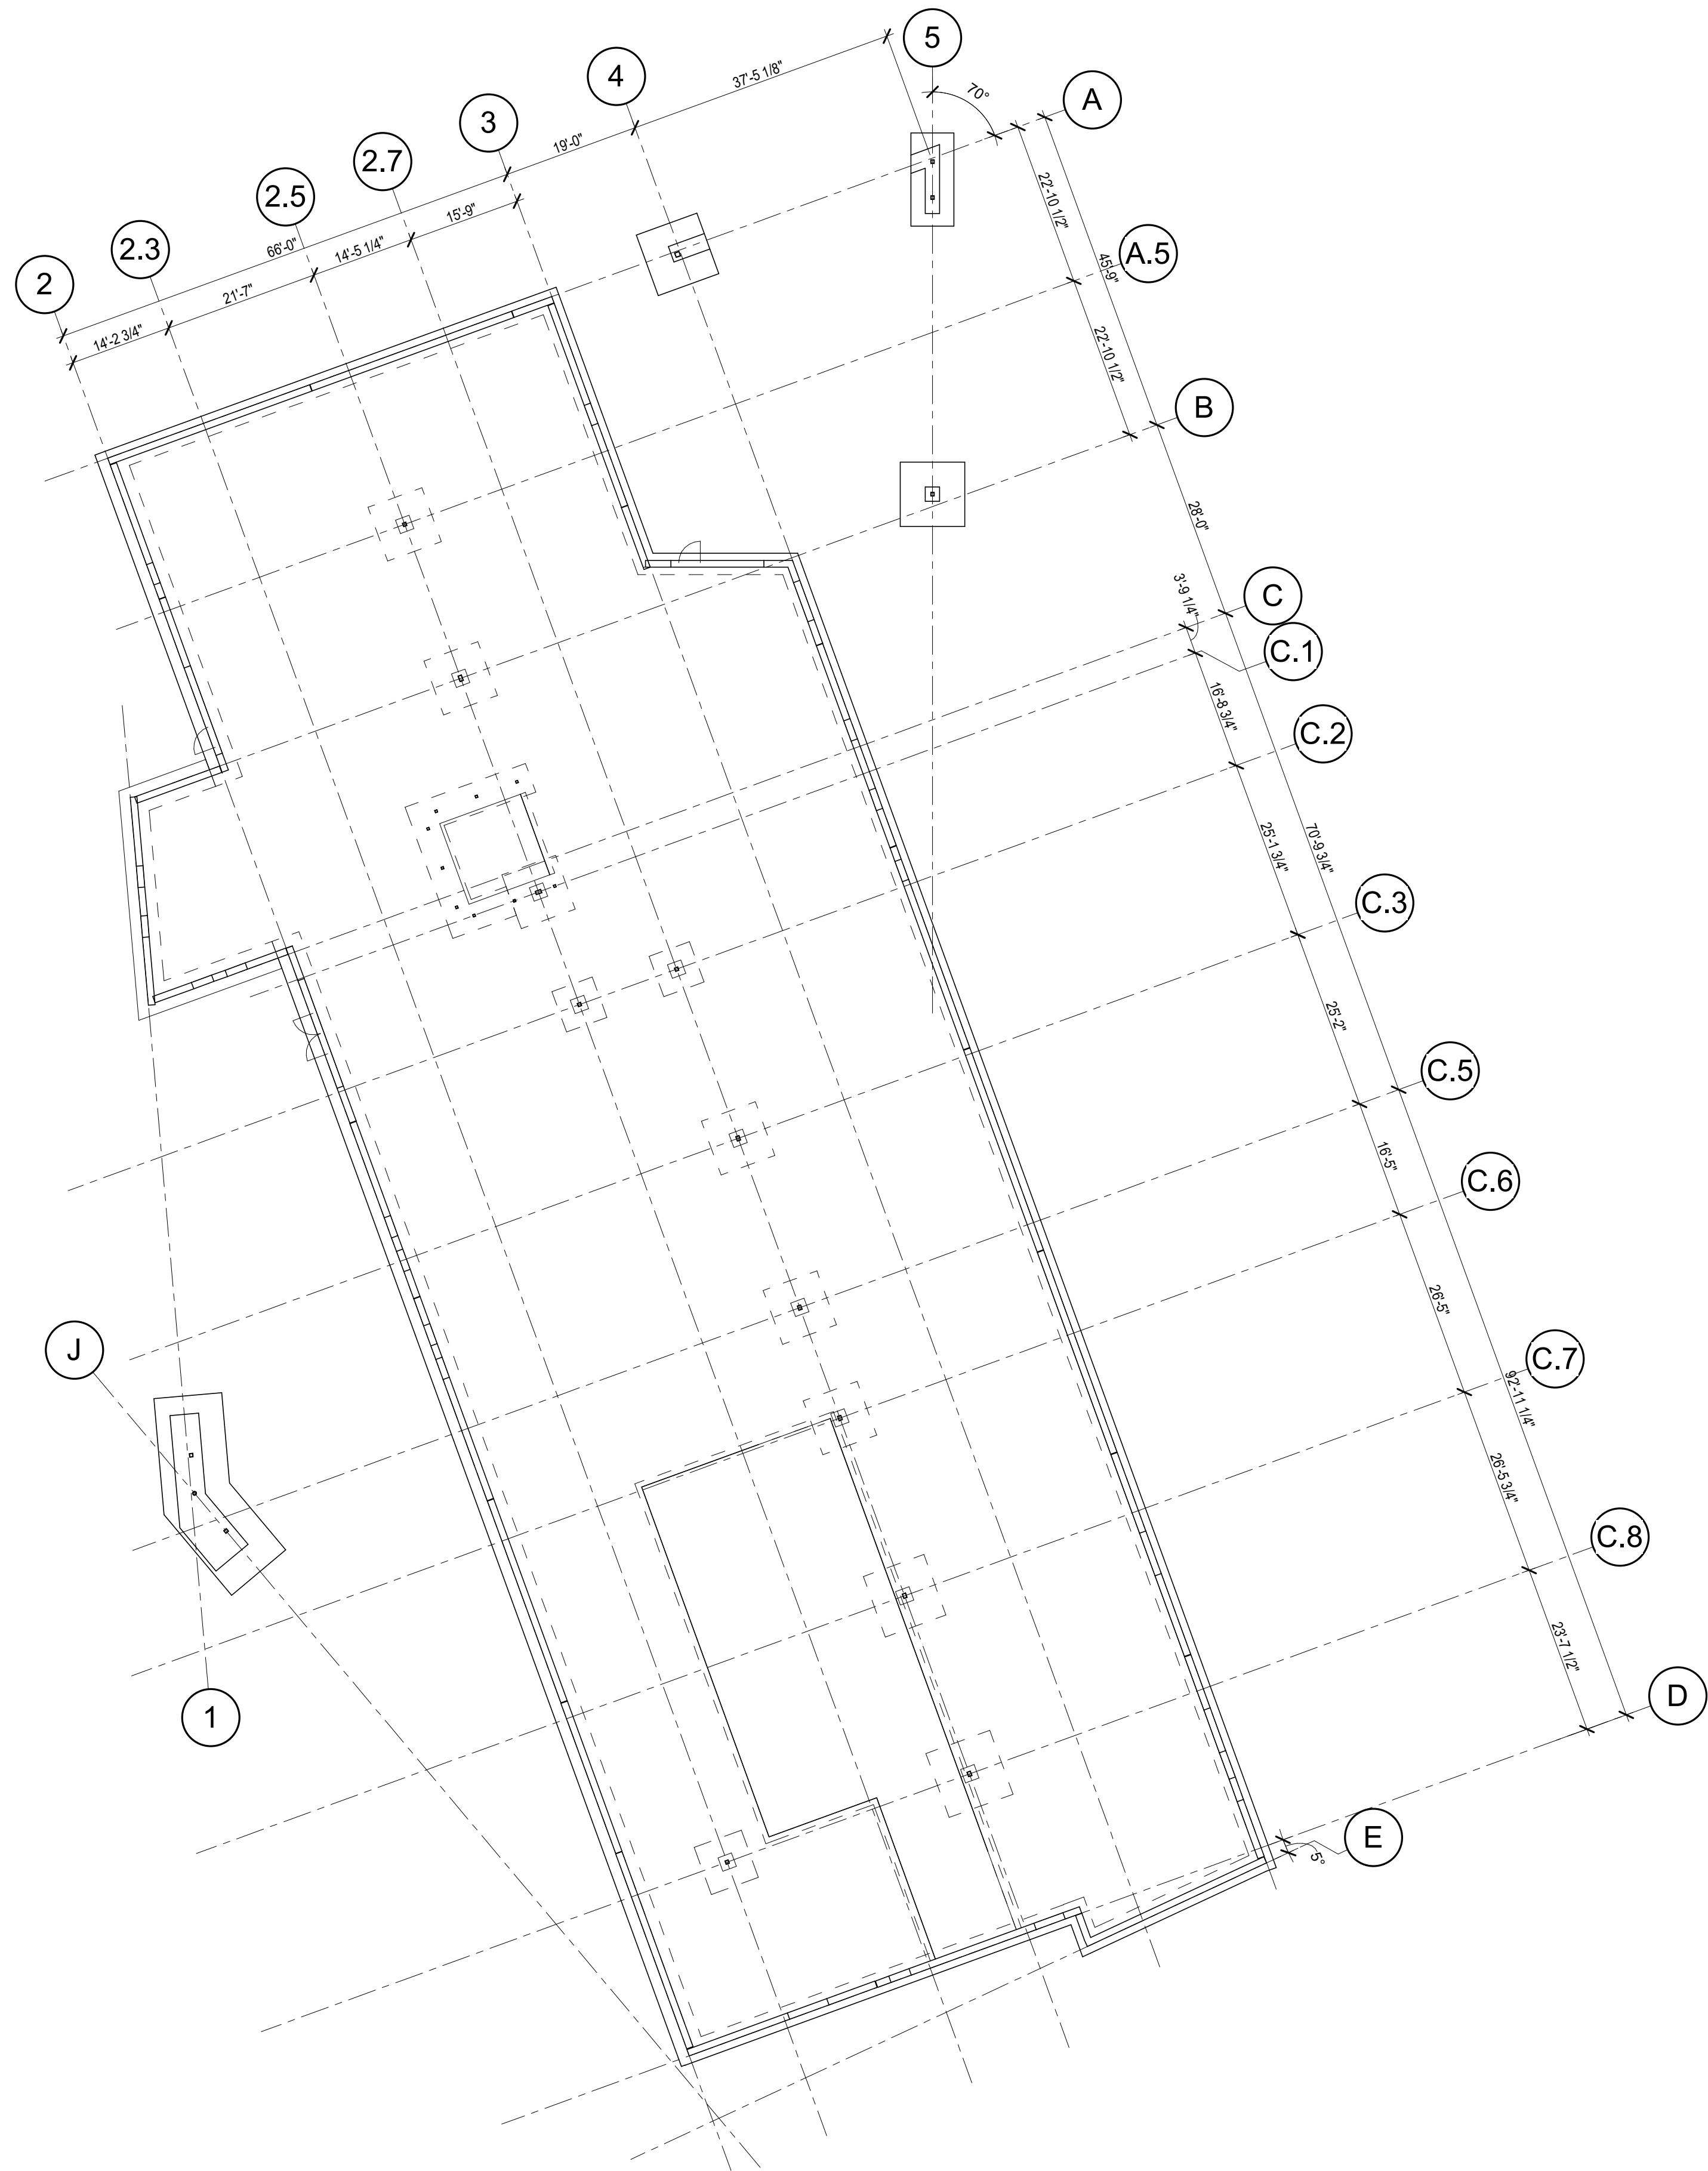 5
4
37'-5 1/8"
70°
A
3
19'-0"
2.7
2.5
15'-9"
22'-10 1/2"
2.3
66'-0"
14'-5 1/4"
A.5
45'-9"
2
21'-7"
14'-2 3/4"
22'-10 1/2"
B
28'-0"
3'-9 1/4"
C
C.1
16'-8 3/4"
C.2
25'-1 3/4"
70'-9 3/4"
C.3
25'-2"
C.5
16'-5"
C.6
26'-5"
J
C.7
92'-11 1/4"
26'-5 3/4"
C.8
23'-7 1/2"
D
1
E
5°